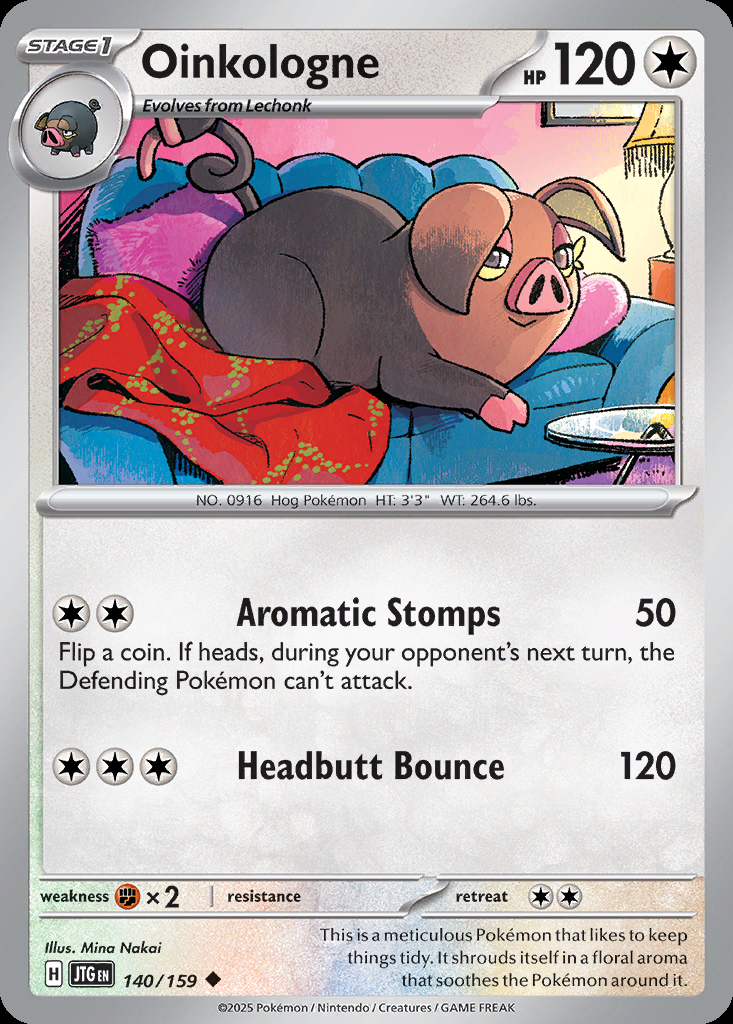 STAGE 1
Oinkologne
HP 120
Evolves from Lechonk
NO. 0916 Hog Pokémon HT: 3'3" WT: 264.6 lbs.
Aromatic Stomps 50
Flip a coin. If heads, during your opponent's next turn, the
Defending Pokémon can't attack.
Headbutt Bounce 120
weakness ×2 resistance retreat
Illus. Mina Nakai
H JTG EN 140/159
This is a meticulous Pokémon that likes to keep
things tidy. It shrouds itself in a floral aroma
that soothes the Pokémon around it.
©2025 Pokémon / Nintendo / Creatures / GAME FREAK